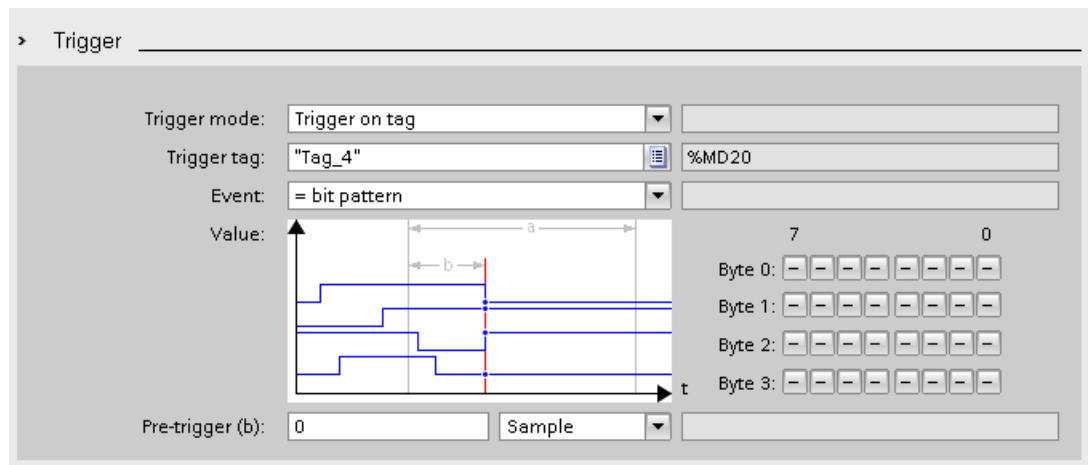 Trigger
Trigger mode: Trigger on tag
Trigger tag: "Tag_4" %MD20
Event: = bit pattern
Value: a 7 0
b Byte 0: - - - - - - - -
Byte 1: - - - - - - - -
Byte 2: - - - - - - - -
t Byte 3: - - - - - - - -
Pre-trigger (b): 0 Sample